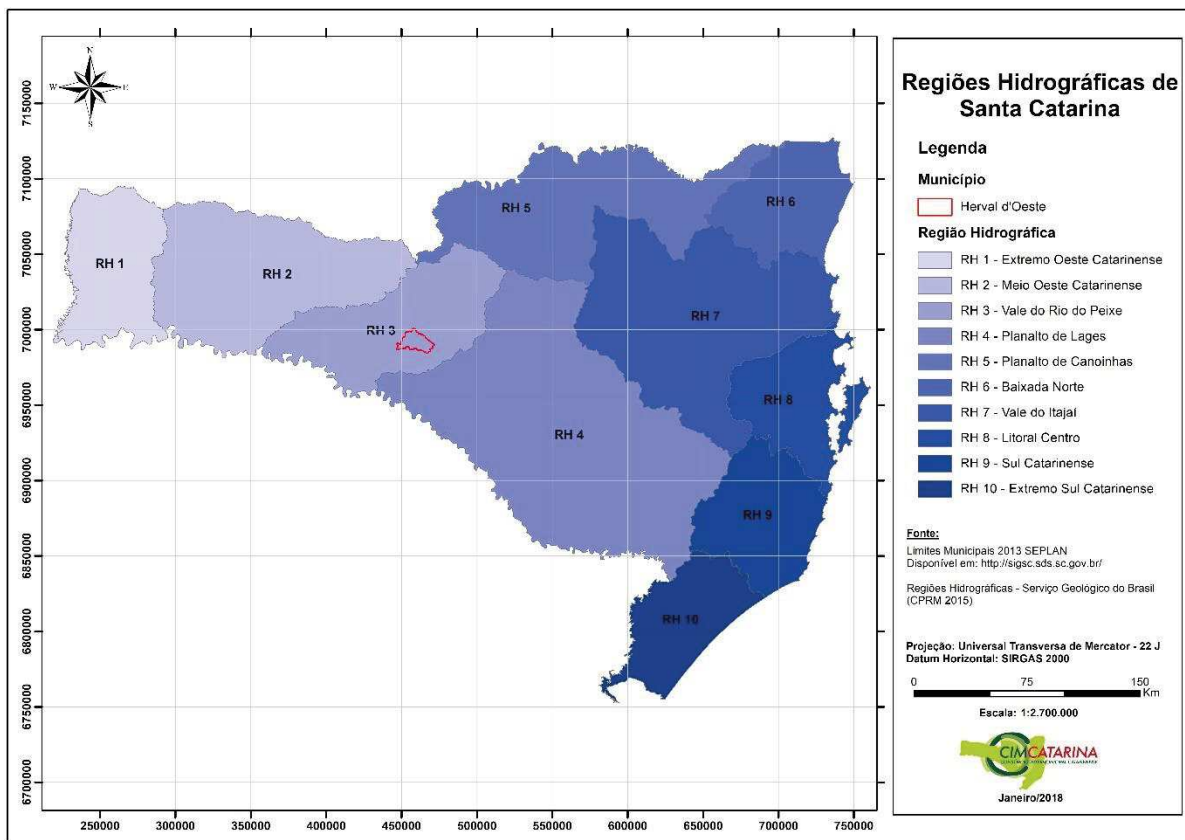 N
W
E
S
7150000
7100000
7050000
7000000
6950000
6900000
6850000
6800000
6750000
6700000
250000
300000
350000
400000
450000
500000
550000
600000
650000
700000
750000
RH 1
RH 2
RH 3
RH 4
RH 5
RH 6
RH 7
RH 8
RH 9
RH 10
Regiões Hidrográficas de
Santa Catarina
Legenda
Município
Herval d'Oeste
Região Hidrográfica
RH 1 - Extremo Oeste Catarinense
RH 2 - Meio Oeste Catarinense
RH 3 - Vale do Rio do Peixe
RH 4 - Planalto de Lages
RH 5 - Planalto de Canoinhas
RH 6 - Baixada Norte
RH 7 - Vale do Itajaí
RH 8 - Litoral Centro
RH 9 - Sul Catarinense
RH 10 - Extremo Sul Catarinense
Fonte:
Limites Municipais 2013 SEPLAN
Disponível em: http://sigsc.sds.sc.gov.br/
Regiões Hidrográficas - Serviço Geológico do Brasil
(CPRM 2015)
Projeção: Universal Transversa de Mercator - 22 J
Datum Horizontal: SIRGAS 2000
0 75 150
Km
Escala: 1:2.700.000
CIMCATARINA
Janeiro/2018